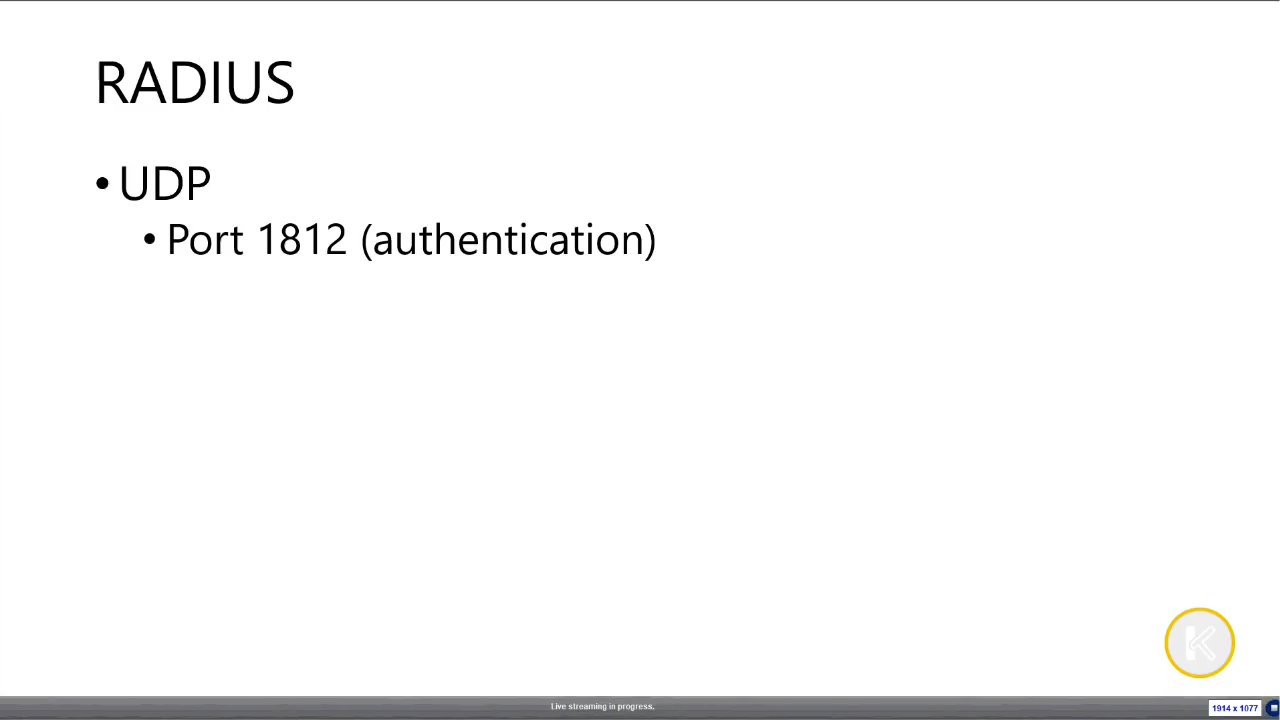 RADIUS
• UDP
• Port 1812 (authentication)
K
Live streaming in progress.
1914 x 1077